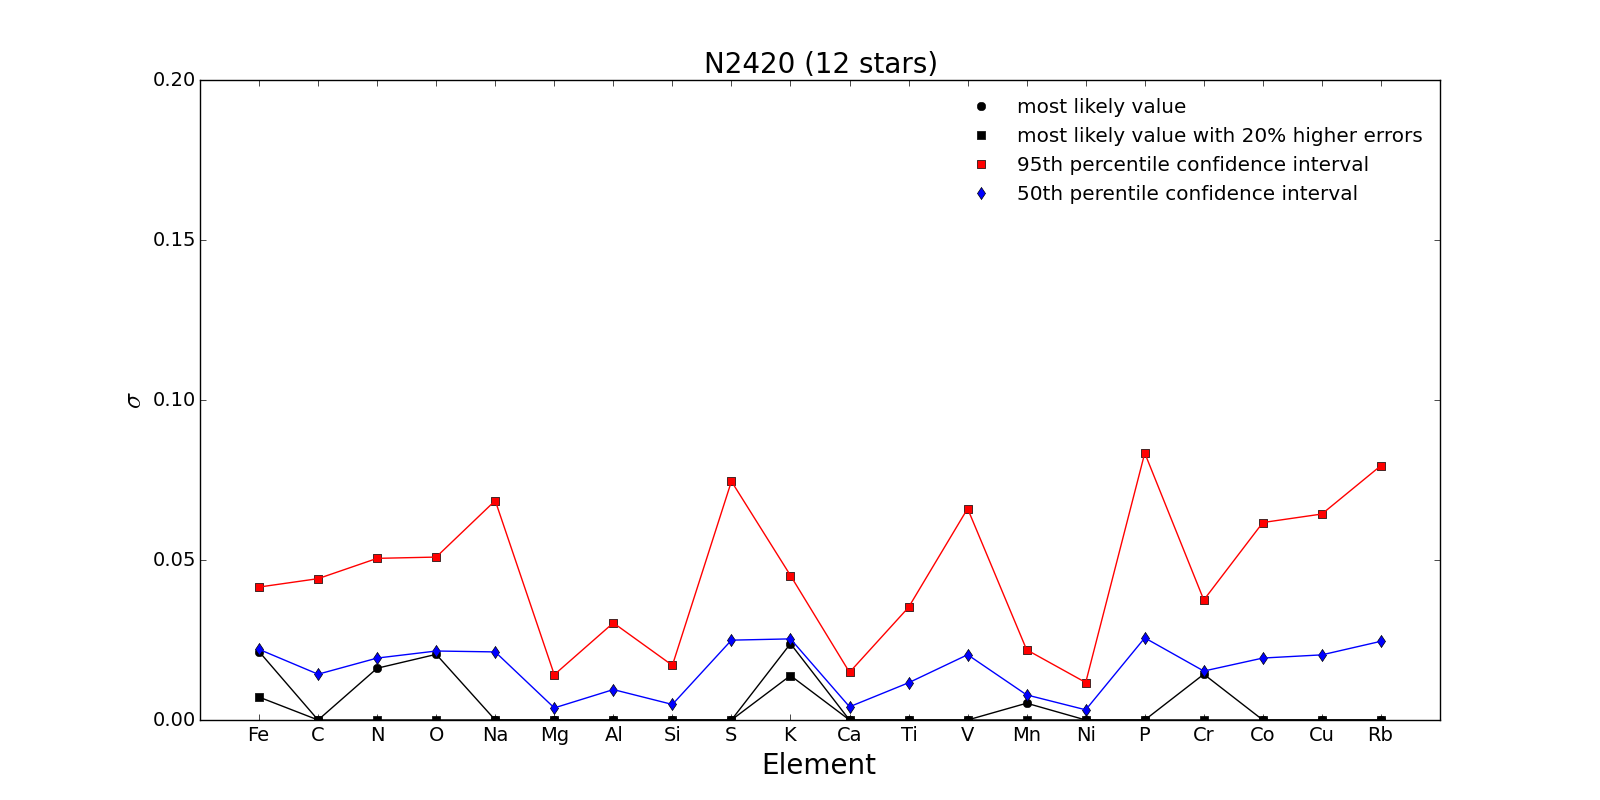 N2420 (12 stars)
most likely value
most likely value with 20% higher errors
95th percentile confidence interval
50th perentile confidence interval
0.20
0.15
0.10
0.05
0.00
σ
Fe C N O Na Mg Al Si S K Ca Ti V Mn Ni P Cr Co Cu Rb
Element